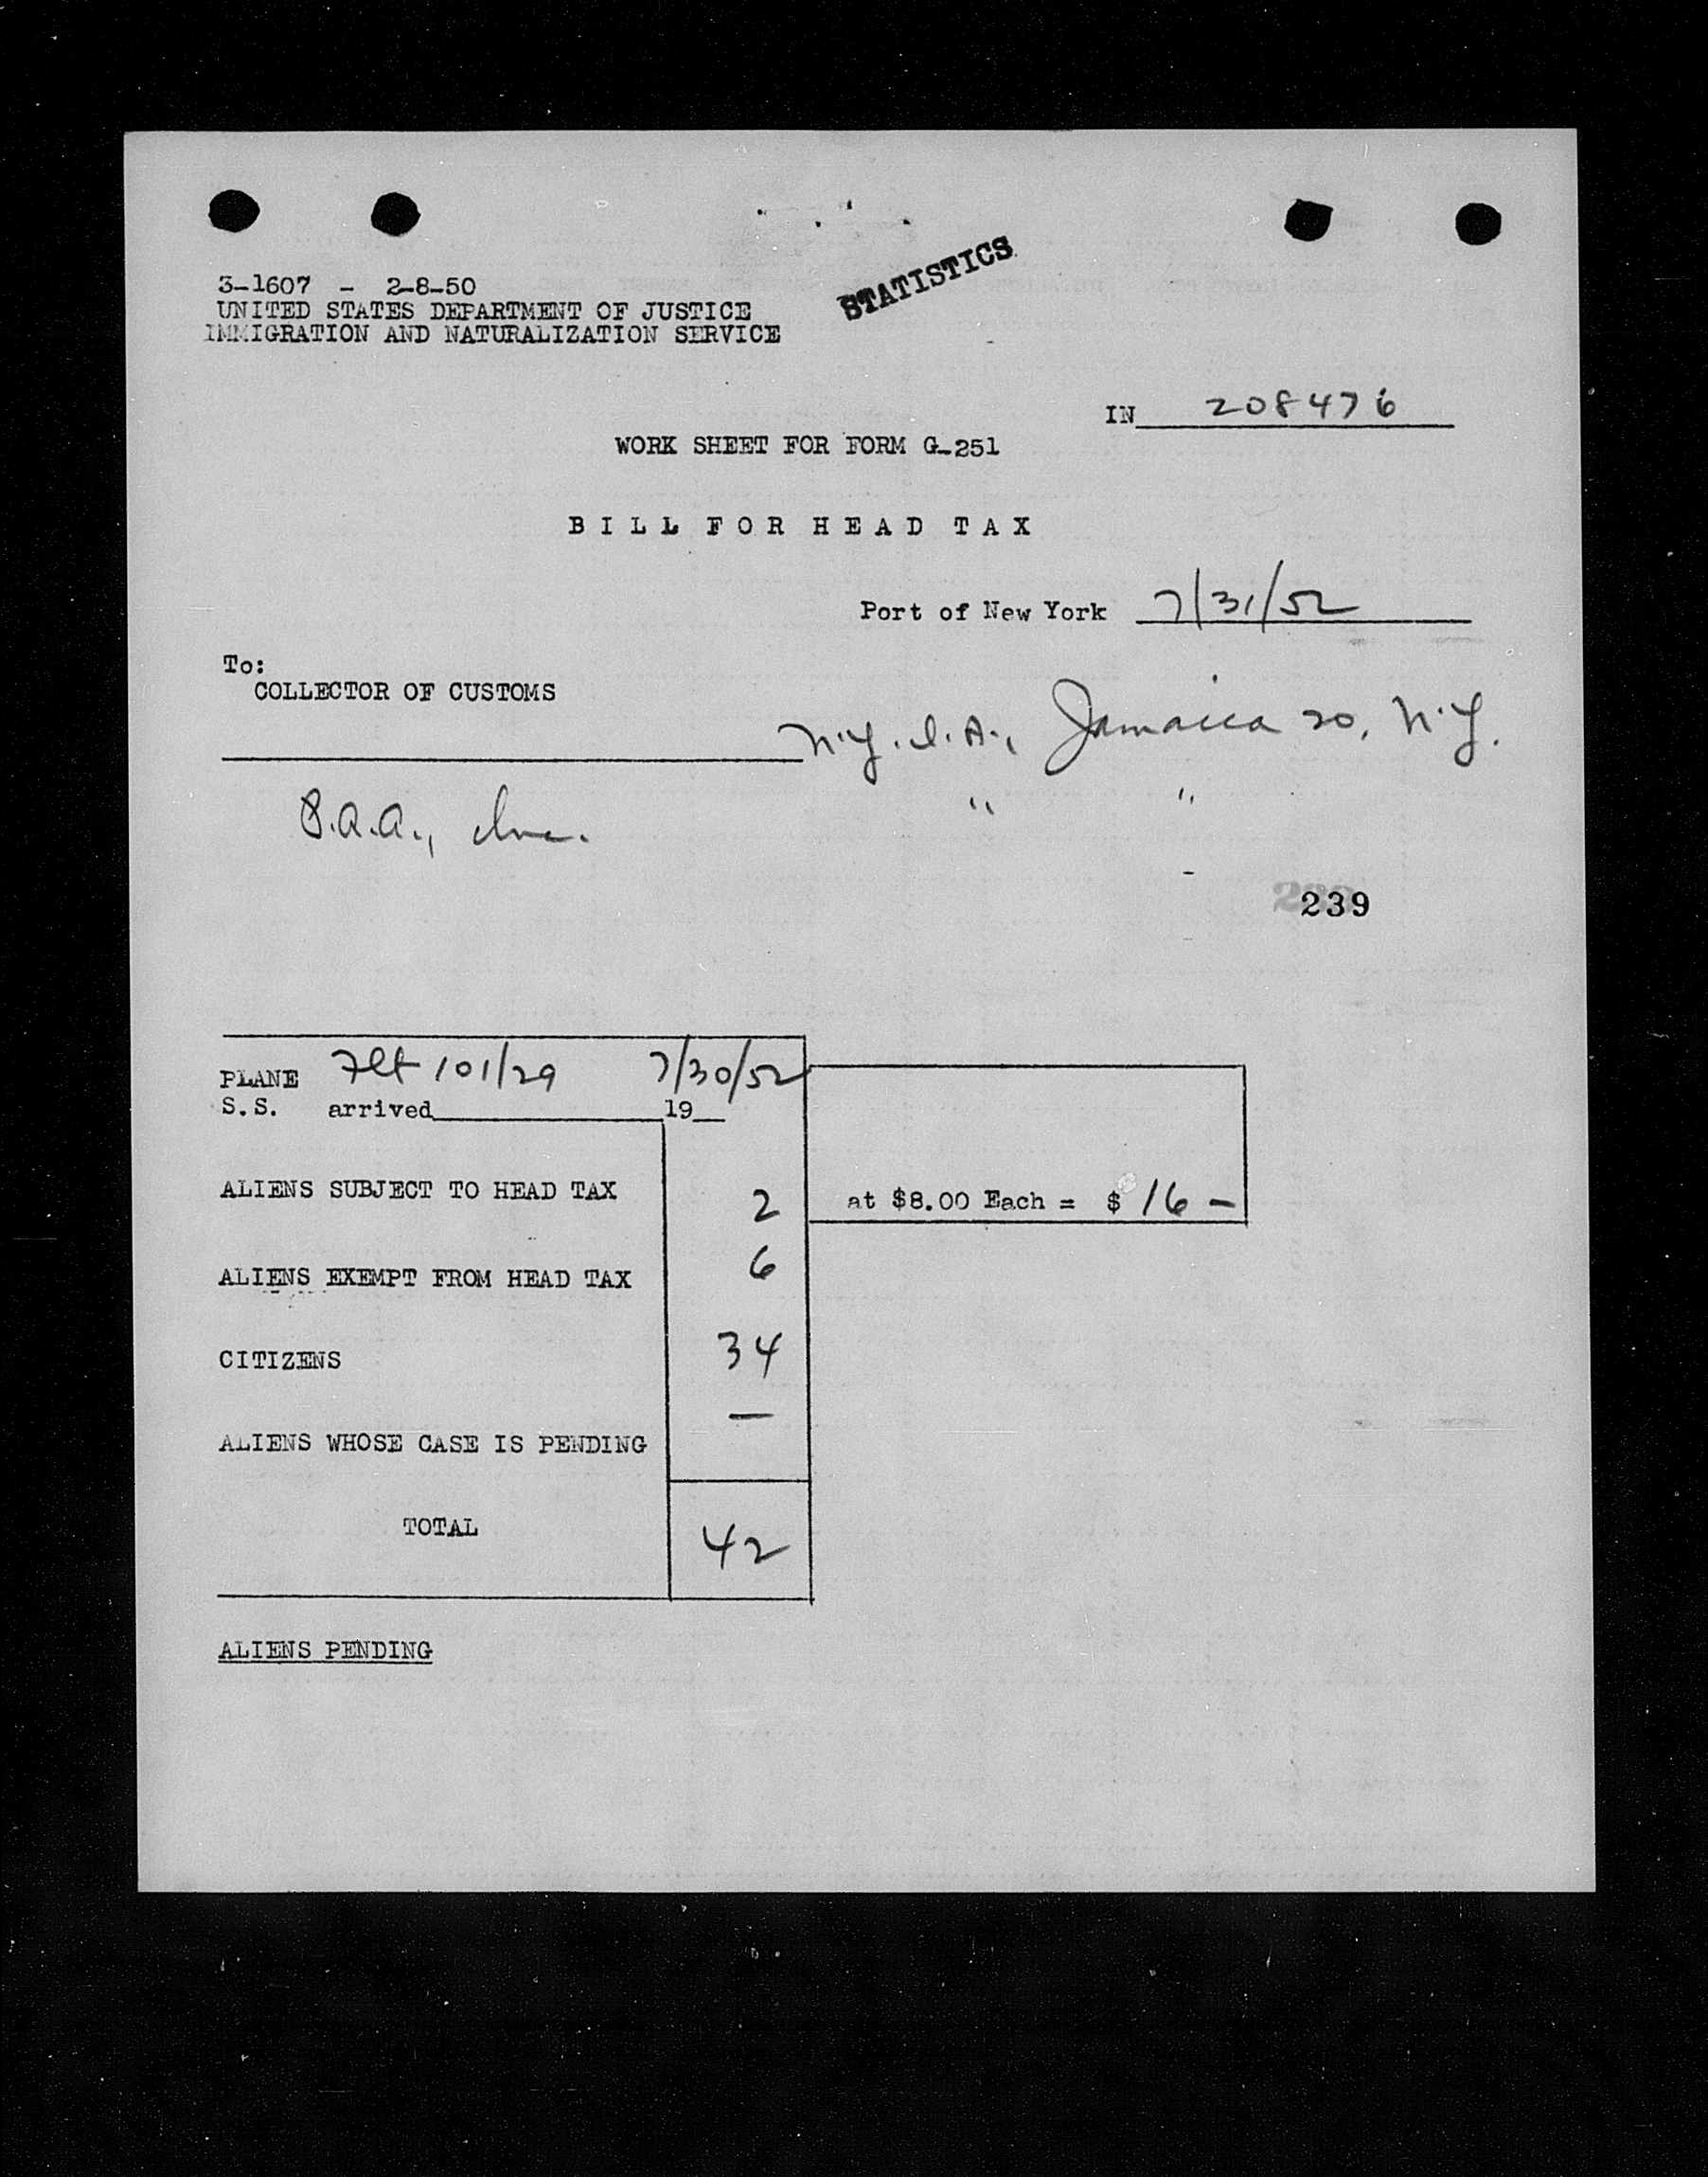 STATISTICS
3-1607 - 2-8-50
UNITED STATES DEPARTMENT OF JUSTICE
IMMIGRATION AND NATURALIZATION SERVICE
IN 208476
WORK SHEET FOR FORM G-251
BILL FOR HEAD TAX
Port of New York 7/31/52
To:
COLLECTOR OF CUSTOMS
N.Y.I.A., Jamaica 20, N.Y.
P.A.A., Inc. " "
239
PLANE Flt 101/29 7/30/52
S.S. arrived 19
ALIENS SUBJECT TO HEAD TAX 2 at $8.00 Each = $ 16 -
ALIENS EXEMPT FROM HEAD TAX 6
CITIZENS 34
ALIENS WHOSE CASE IS PENDING —
TOTAL 42
ALIENS PENDING